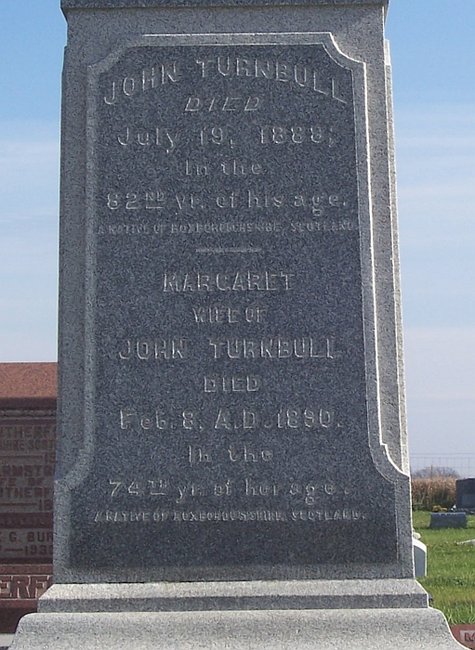 JOHN TURNBULL
DIED
July 19, 1888,
In the
82nd yr. of his age.
A NATIVE OF ROXBOROUGHSHIRE, SCOTLAND.
MARGARET
WIFE OF
JOHN TURNBULL
DIED
Feb. 8, A.D. 1890.
In the
74th yr. of her age.
A NATIVE OF ROXBOROUGSHIRE, SCOTLAND.